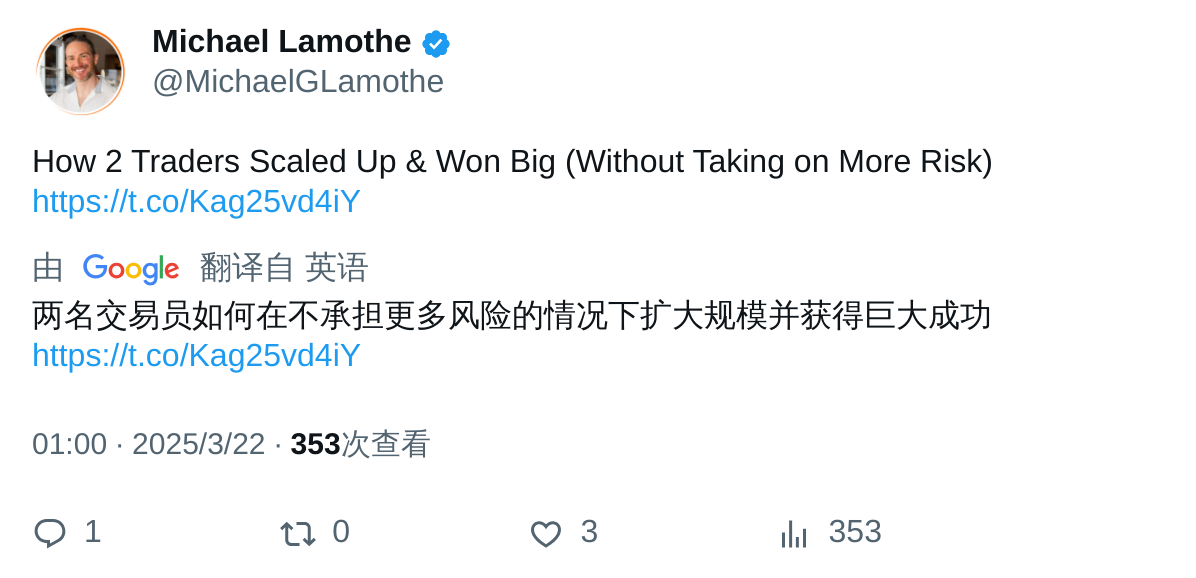 Michael Lamothe
@MichaelGLamothe
How 2 Traders Scaled Up & Won Big (Without Taking on More Risk)
https://t.co/Kag25vd4iY
由 Google 翻译自 英语
两名交易员如何在不承担更多风险的情况下扩大规模并获得巨大成功
https://t.co/Kag25vd4iY
01:00 · 2025/3/22 · 353次查看
1 0 3 353